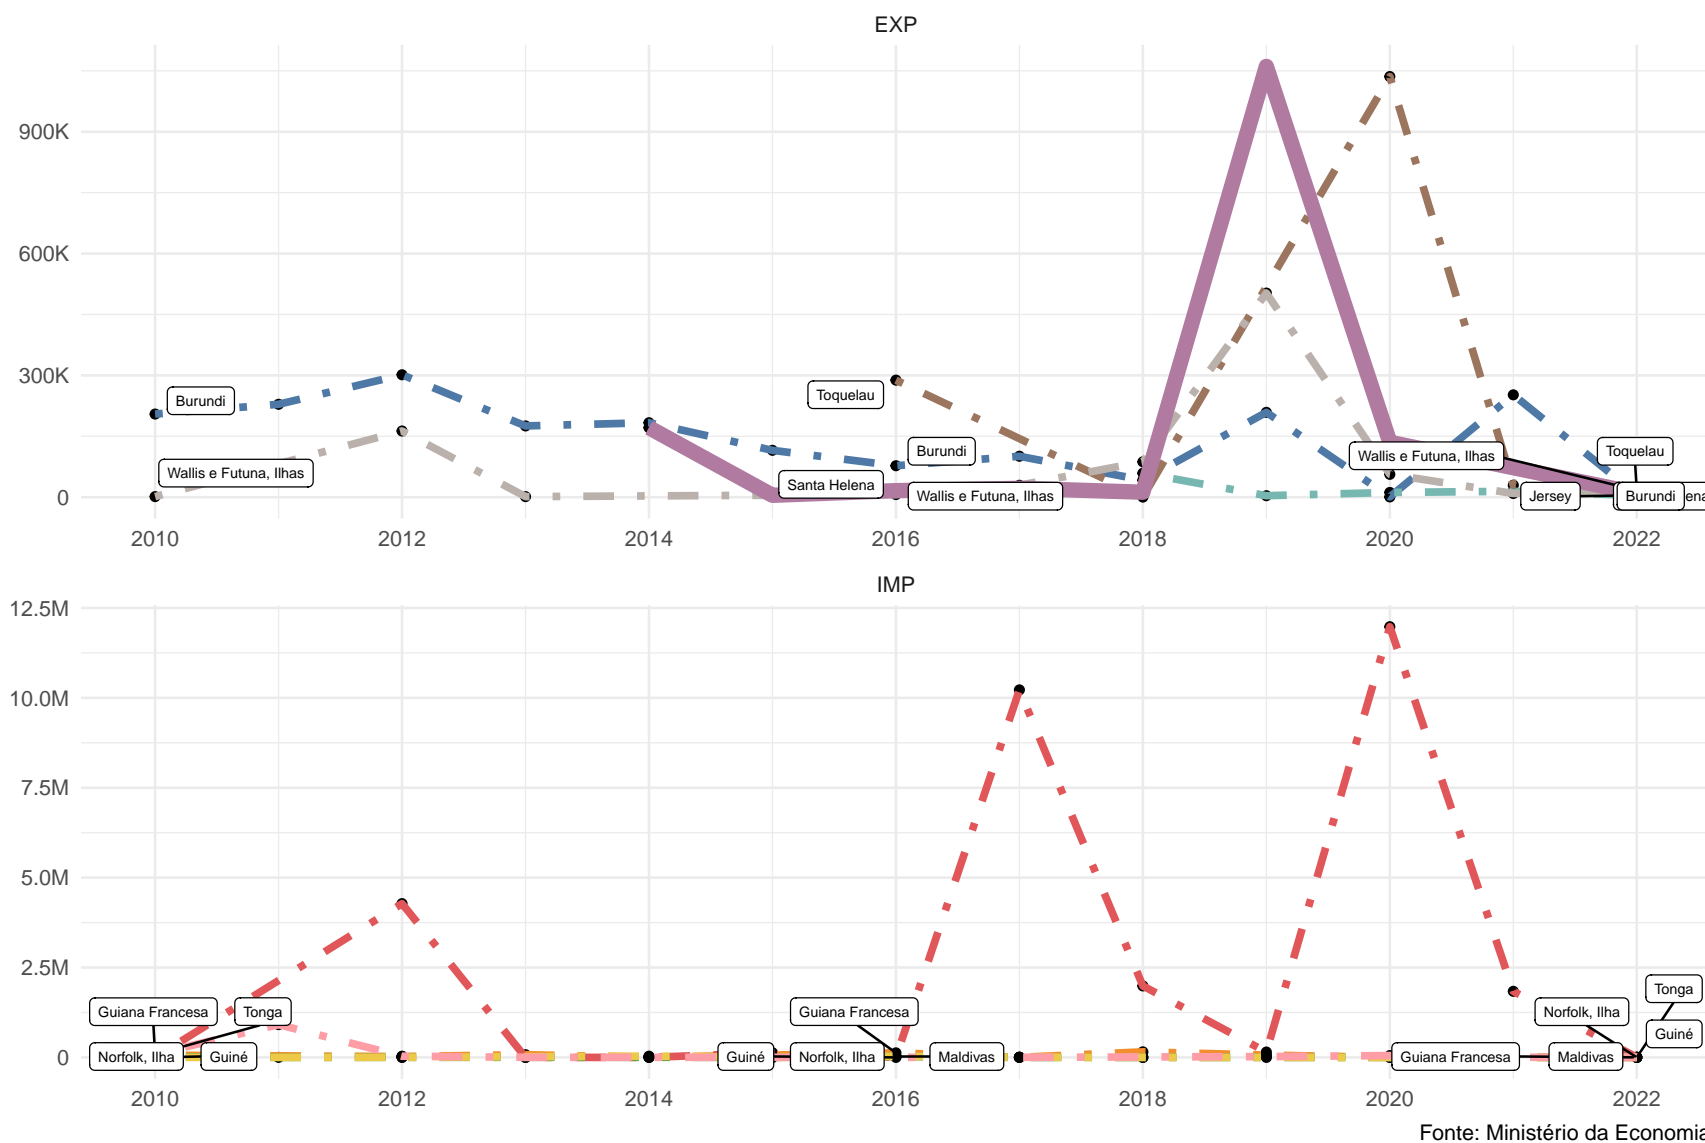 EXP
900K
600K
300K
0
Burundi
Wallis e Futuna, Ilhas
Toquelau
Burundi
Santa Helena
Wallis e Futuna, Ilhas
Wallis e Futuna, Ilhas
Toquelau
Jersey
Burundi
2010 2012 2014 2016 2018 2020 2022
IMP
12.5M
10.0M
7.5M
5.0M
2.5M
0
Guiana Francesa
Tonga
Norfolk, Ilha
Guiné
Guiana Francesa
Guiné
Norfolk, Ilha
Maldivas
Tonga
Norfolk, Ilha
Guiné
Guiana Francesa
Maldivas
2010 2012 2014 2016 2018 2020 2022
Fonte: Ministério da Economia